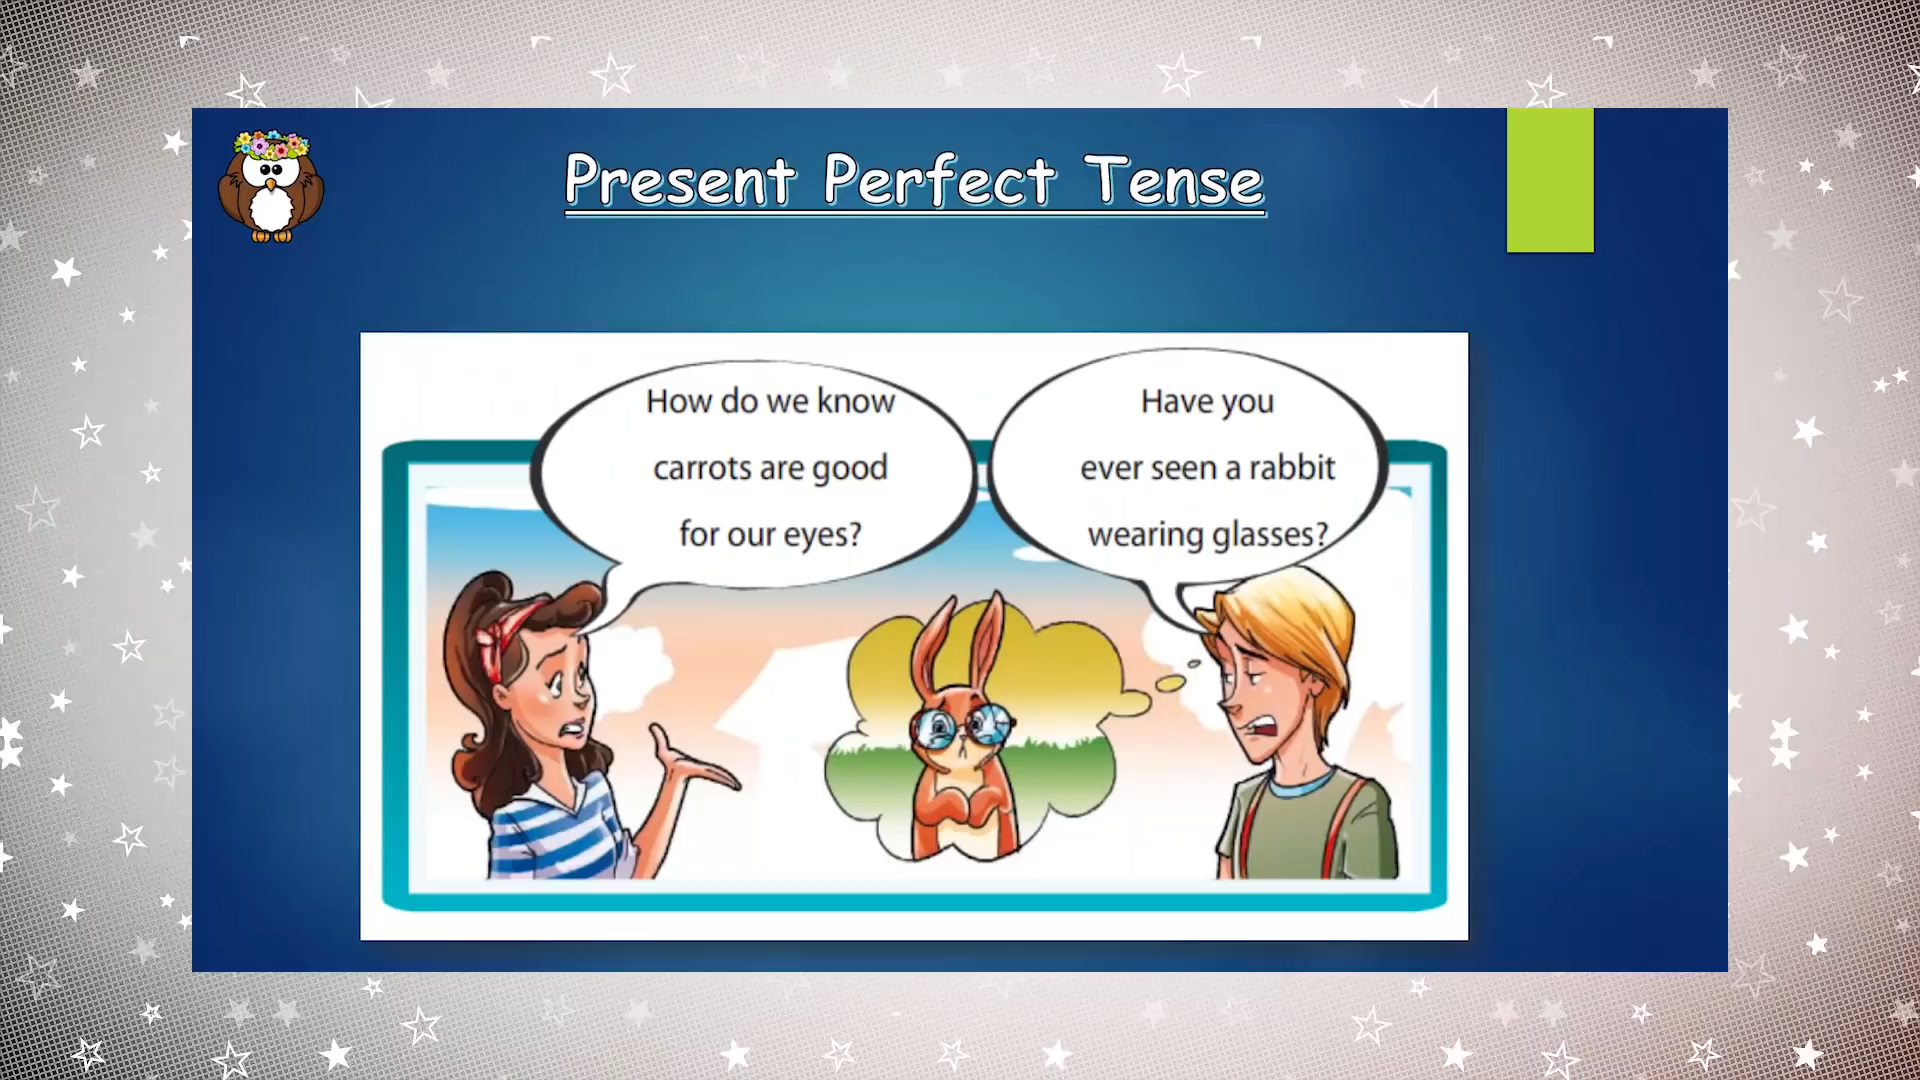 Present Perfect Tense
How do we know
carrots are good
for our eyes?
Have you
ever seen a rabbit
wearing glasses?